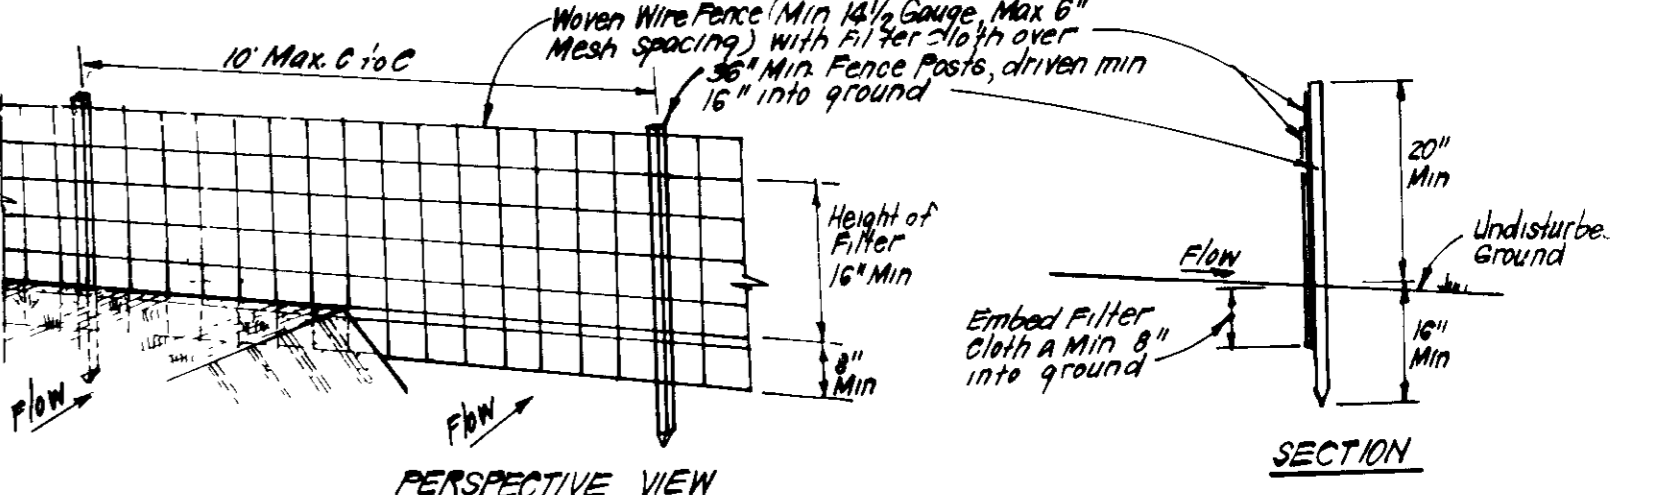 Woven Wire Fence (Min 14½ Gauge, Max 6"
Mesh spacing) with Filter cloth over
10' Max. C to C
36" Min. Fence Posts, driven min
16" into ground
Height of
Filter
16" Min
8"
Min
Flow
Flow
PERSPECTIVE VIEW
20"
Min
Undisturbe
Ground
Flow
Embed Filter
cloth a Min 8"
into ground
16"
Min
SECTION